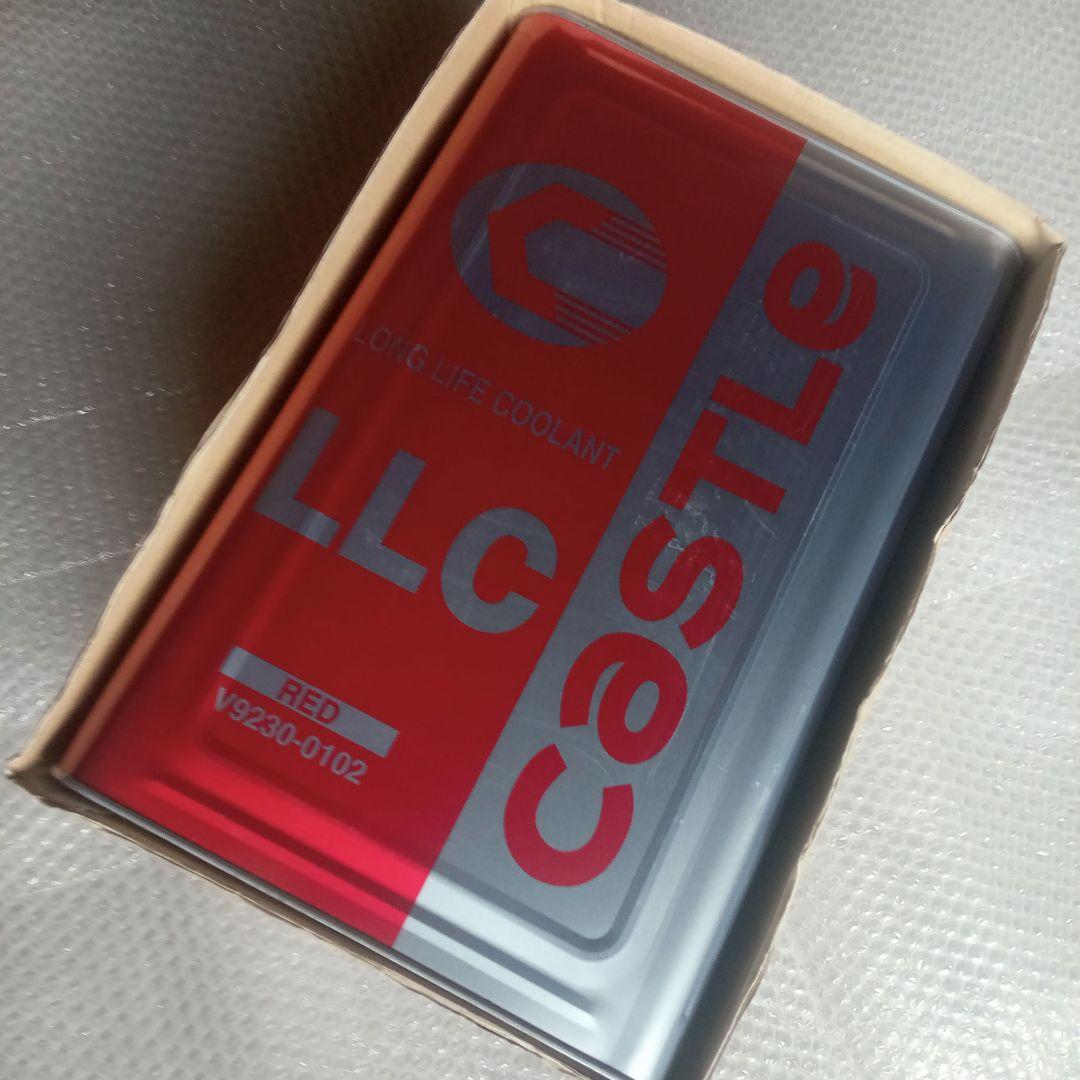 LONG LIFE COOLANT
LLC
RED
V9230-0102
CaSTLe